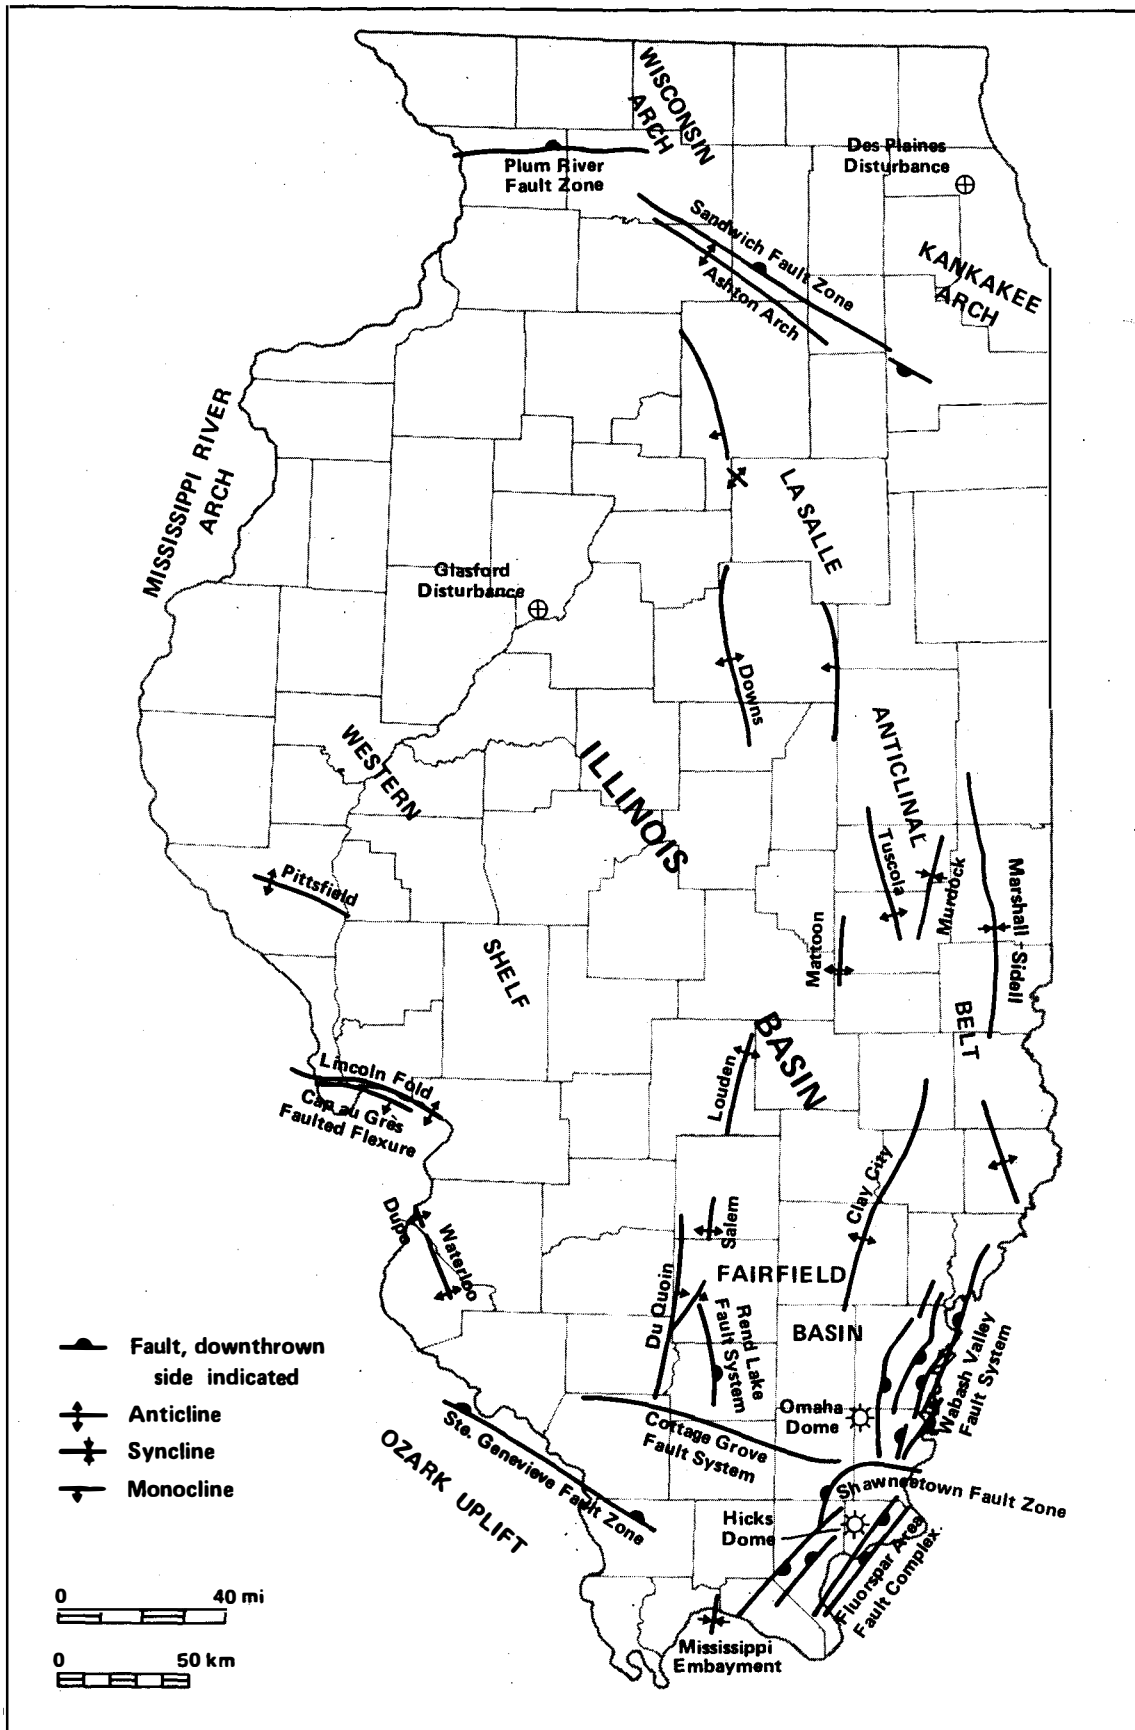 WISCONSIN
ARCH
Des Plaines
Disturbance
Plum River
Fault Zone
Sandwich Fault Zone
Ashton Arch
KANKAKEE
ARCH
MISSISSIPPI RIVER
ARCH
LA SALLE
Glasford
Disturbance
Downs
ANTICLINAL
WESTERN
ILLINOIS
Tuscola
Murdock
Marshall - Sidell
Pittsfield
Mattoon
SHELF
BELT
BASIN
Lincoln Fold
Cap au Grès
Faulted Flexure
Louden
Clay City
Dupo
Waterloo
Salem
FAIRFIELD
BASIN
Du Quoin
Rend Lake
Fault System
Wabash Valley
Fault System
Fault, downthrown
side indicated
Anticline
Syncline
Monocline
Omaha
Dome
Cottage Grove
Fault System
Ste. Genevieve Fault Zone
OZARK UPLIFT
Shawneetown Fault Zone
Hicks
Dome
Fluorspar Area
Fault Complex.
0 40 mi
0 50 km
Mississippi
Embayment